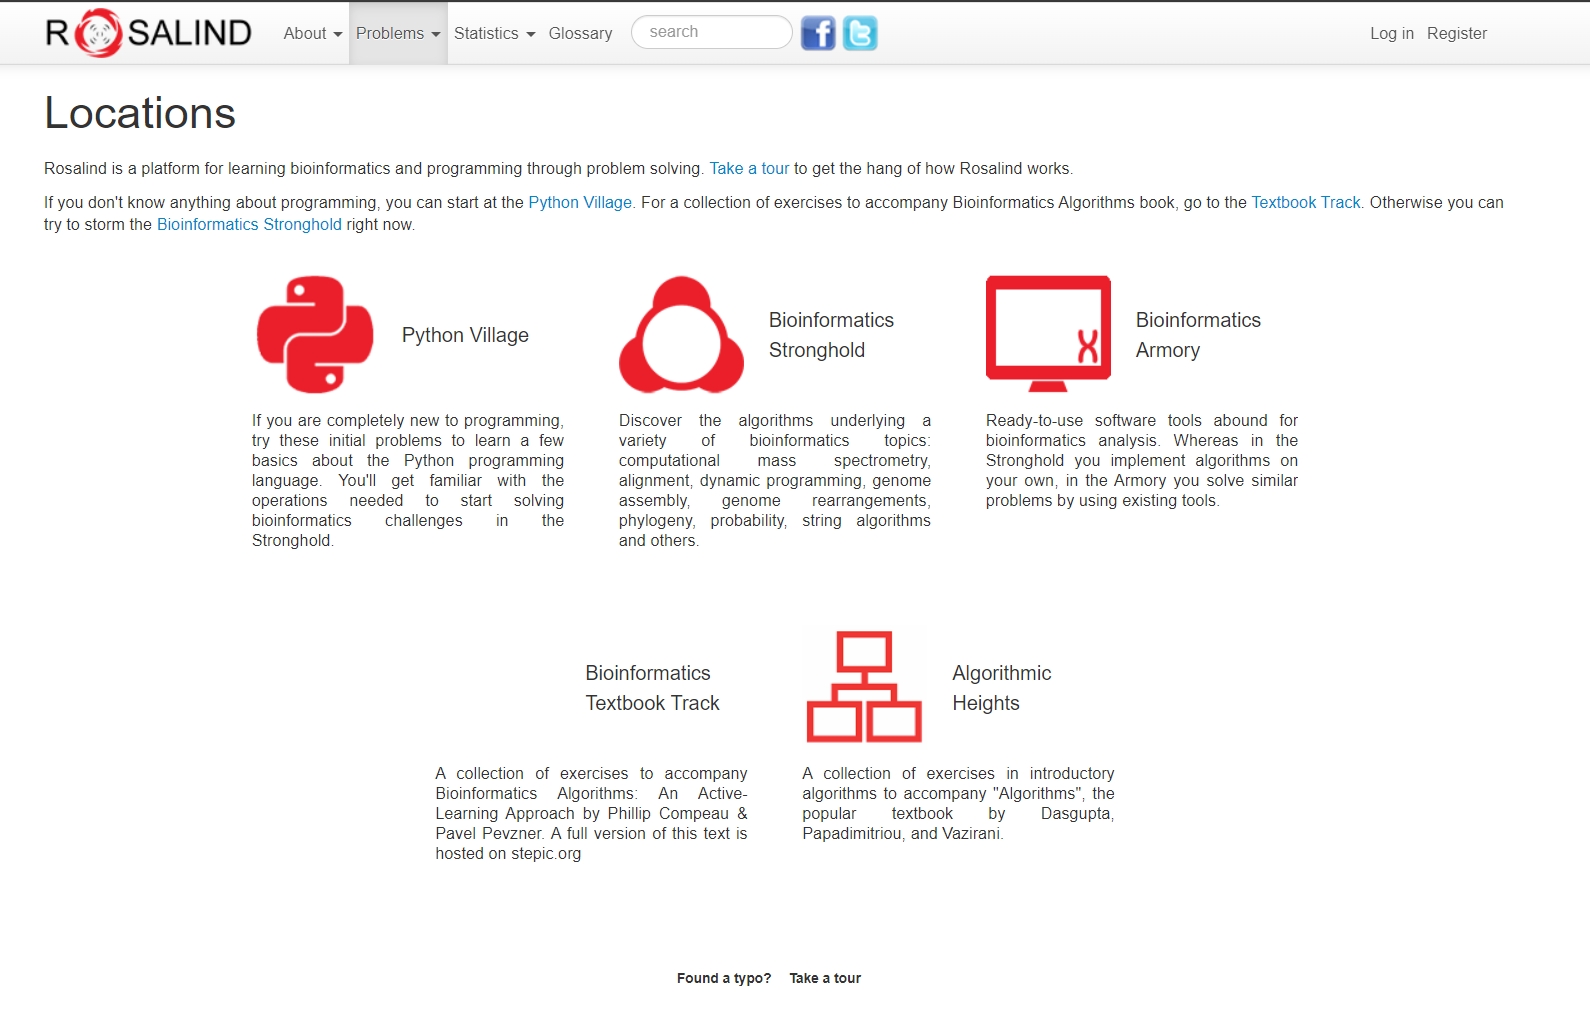 ROSALIND About Problems Statistics Glossary search f t Log in Register
Locations
Rosalind is a platform for learning bioinformatics and programming through problem solving. Take a tour to get the hang of how Rosalind works.
If you don't know anything about programming, you can start at the Python Village. For a collection of exercises to accompany Bioinformatics Algorithms book, go to the Textbook Track. Otherwise you can
try to storm the Bioinformatics Stronghold right now.
Python Village
If you are completely new to programming,
try these initial problems to learn a few
basics about the Python programming
language. You'll get familiar with the
operations needed to start solving
bioinformatics challenges in the
Stronghold.
Bioinformatics
Stronghold
Discover the algorithms underlying a
variety of bioinformatics topics:
computational mass spectrometry,
alignment, dynamic programming, genome
assembly, genome rearrangements,
phylogeny, probability, string algorithms
and others.
Bioinformatics
Armory
Ready-to-use software tools abound for
bioinformatics analysis. Whereas in the
Stronghold you implement algorithms on
your own, in the Armory you solve similar
problems by using existing tools.
Bioinformatics
Textbook Track
A collection of exercises to accompany
Bioinformatics Algorithms: An Active-
Learning Approach by Phillip Compeau &
Pavel Pevzner. A full version of this text is
hosted on stepic.org
Algorithmic
Heights
A collection of exercises in introductory
algorithms to accompany "Algorithms", the
popular textbook by Dasgupta,
Papadimitriou, and Vazirani.
Found a typo? Take a tour